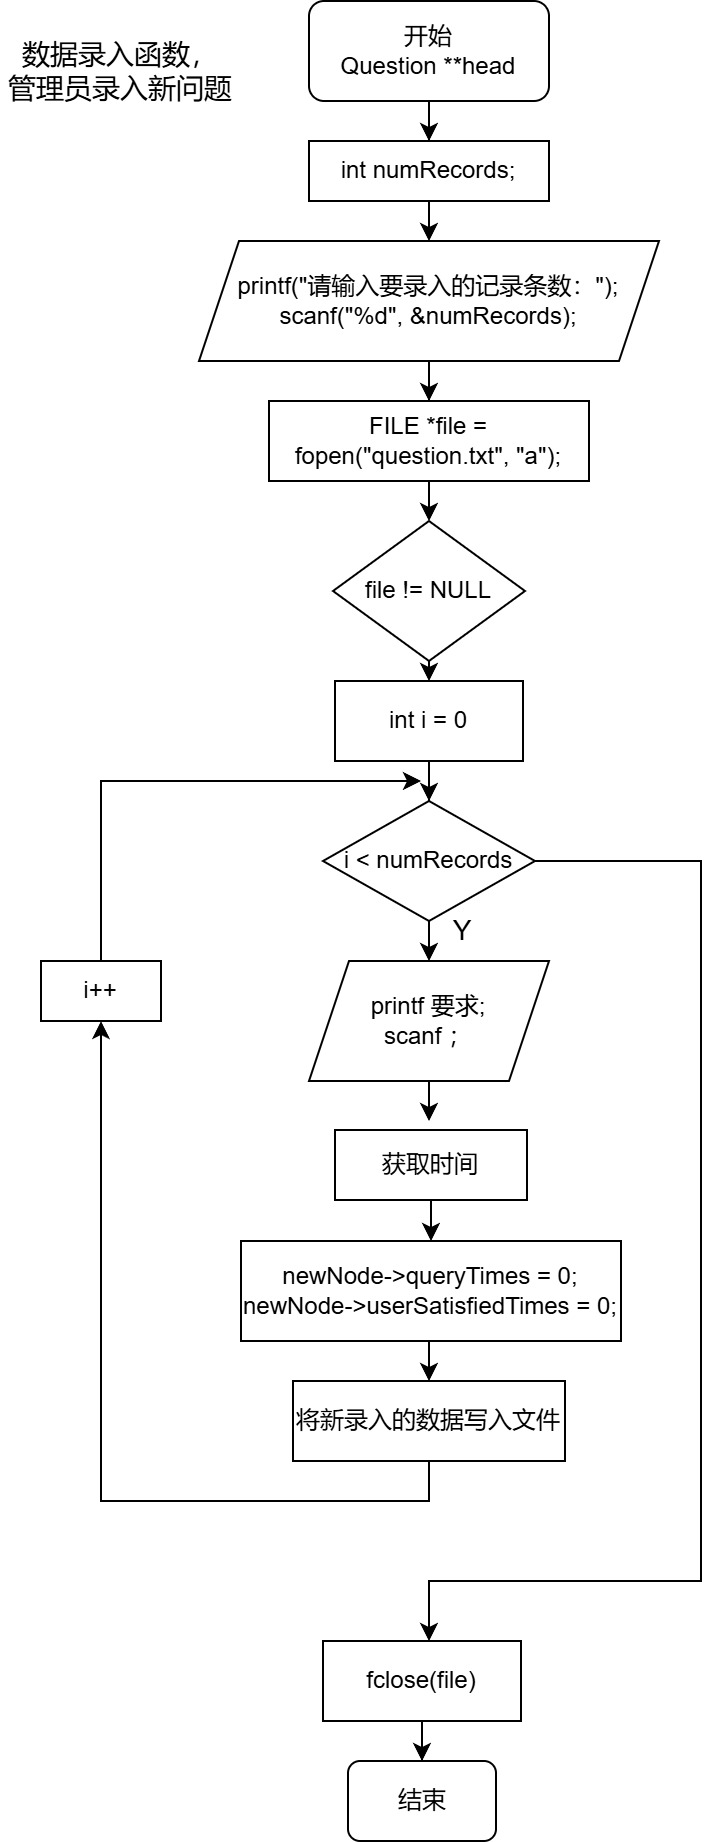 数据录入函数，
管理员录入新问题
开始
Question **head
int numRecords;
printf("请输入要录入的记录条数：");
scanf("%d", &numRecords);
FILE *file =
fopen("question.txt", "a");
file != NULL
int i = 0
i < numRecords
Y
i++
printf 要求;
scanf；
获取时间
newNode->queryTimes = 0;
newNode->userSatisfiedTimes = 0;
将新录入的数据写入文件
fclose(file)
结束